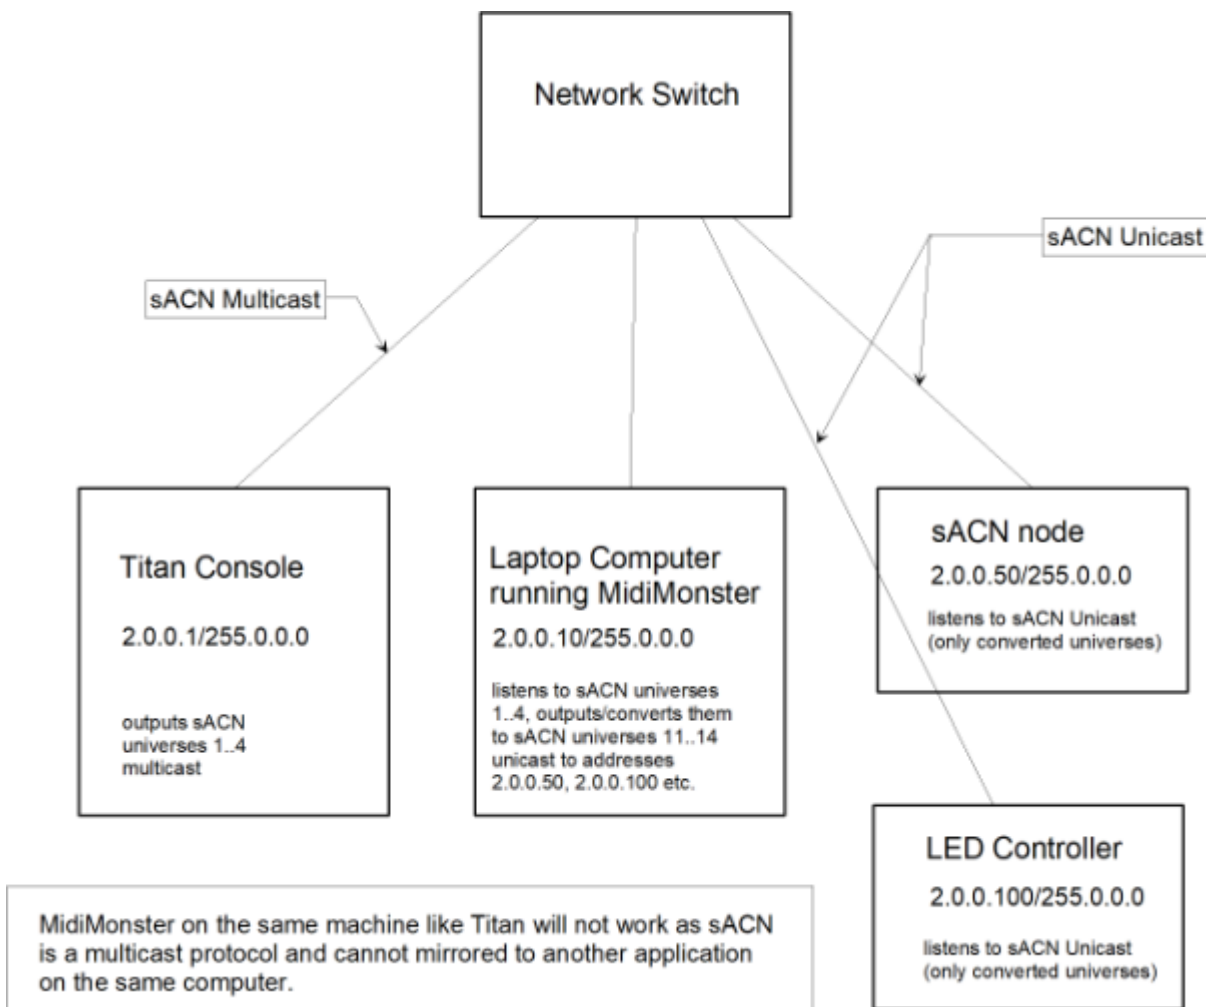 Network Switch
sACN Unicast
sACN Multicast
Titan Console
2.0.0.1/255.0.0.0
outputs sACN
universes 1..4
multicast
Laptop Computer
running MidiMonster
2.0.0.10/255.0.0.0
listens to sACN universes
1..4, outputs/converts them
to sACN universes 11..14
unicast to addresses
2.0.0.50, 2.0.0.100 etc.
sACN node
2.0.0.50/255.0.0.0
listens to sACN Unicast
(only converted universes)
LED Controller
2.0.0.100/255.0.0.0
listens to sACN Unicast
(only converted universes)
MidiMonster on the same machine like Titan will not work as sACN
is a multicast protocol and cannot mirrored to another application
on the same computer.